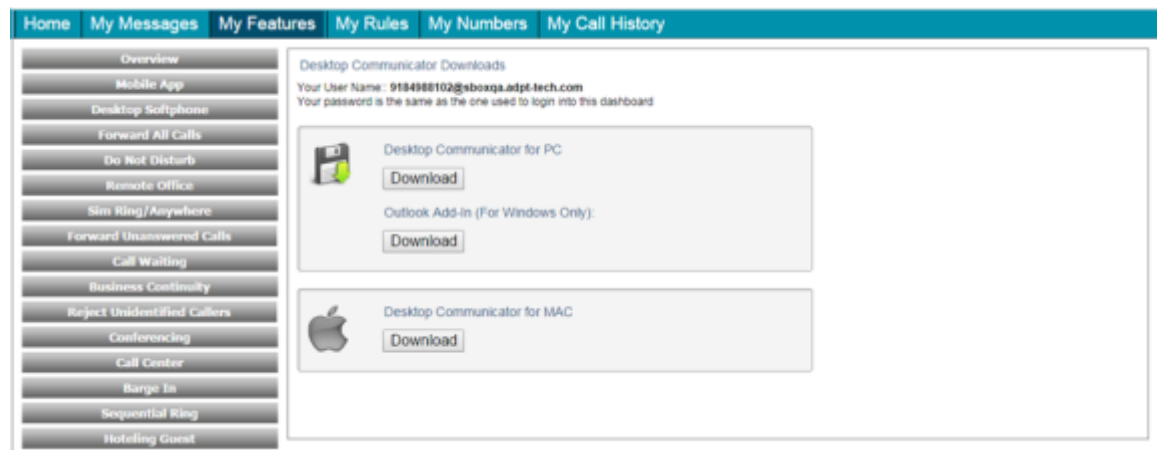 Home My Messages My Features My Rules My Numbers My Call History
Overview
Mobile App
Desktop Softphone
Forward All Calls
Do Not Disturb
Remote Office
Sim Ring/Anywhere
Forward Unanswered Calls
Call Waiting
Business Continuity
Reject Unidentified Callers
Conferencing
Call Center
Barge In
Sequential Ring
Hoteling Guest
Desktop Communicator Downloads
Your User Name:: 9184988102@sboxqa.adpt-tech.com
Your password is the same as the one used to login into this dashboard
Desktop Communicator for PC
Download
Outlook Add-In (For Windows Only):
Download
Desktop Communicator for MAC
Download